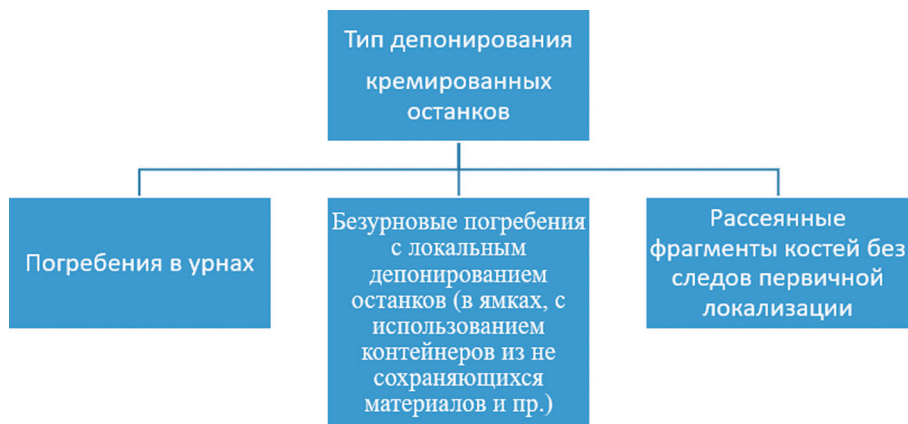 Тип депонирования
кремированных
останков
Погребения в урнах
Безурновые погребения
с локальным
депонированием
останков (в ямках, с
использованием
контейнеров из не
сохраняющихся
материалов и пр.)
Рассеянные
фрагменты костей без
следов первичной
локализации